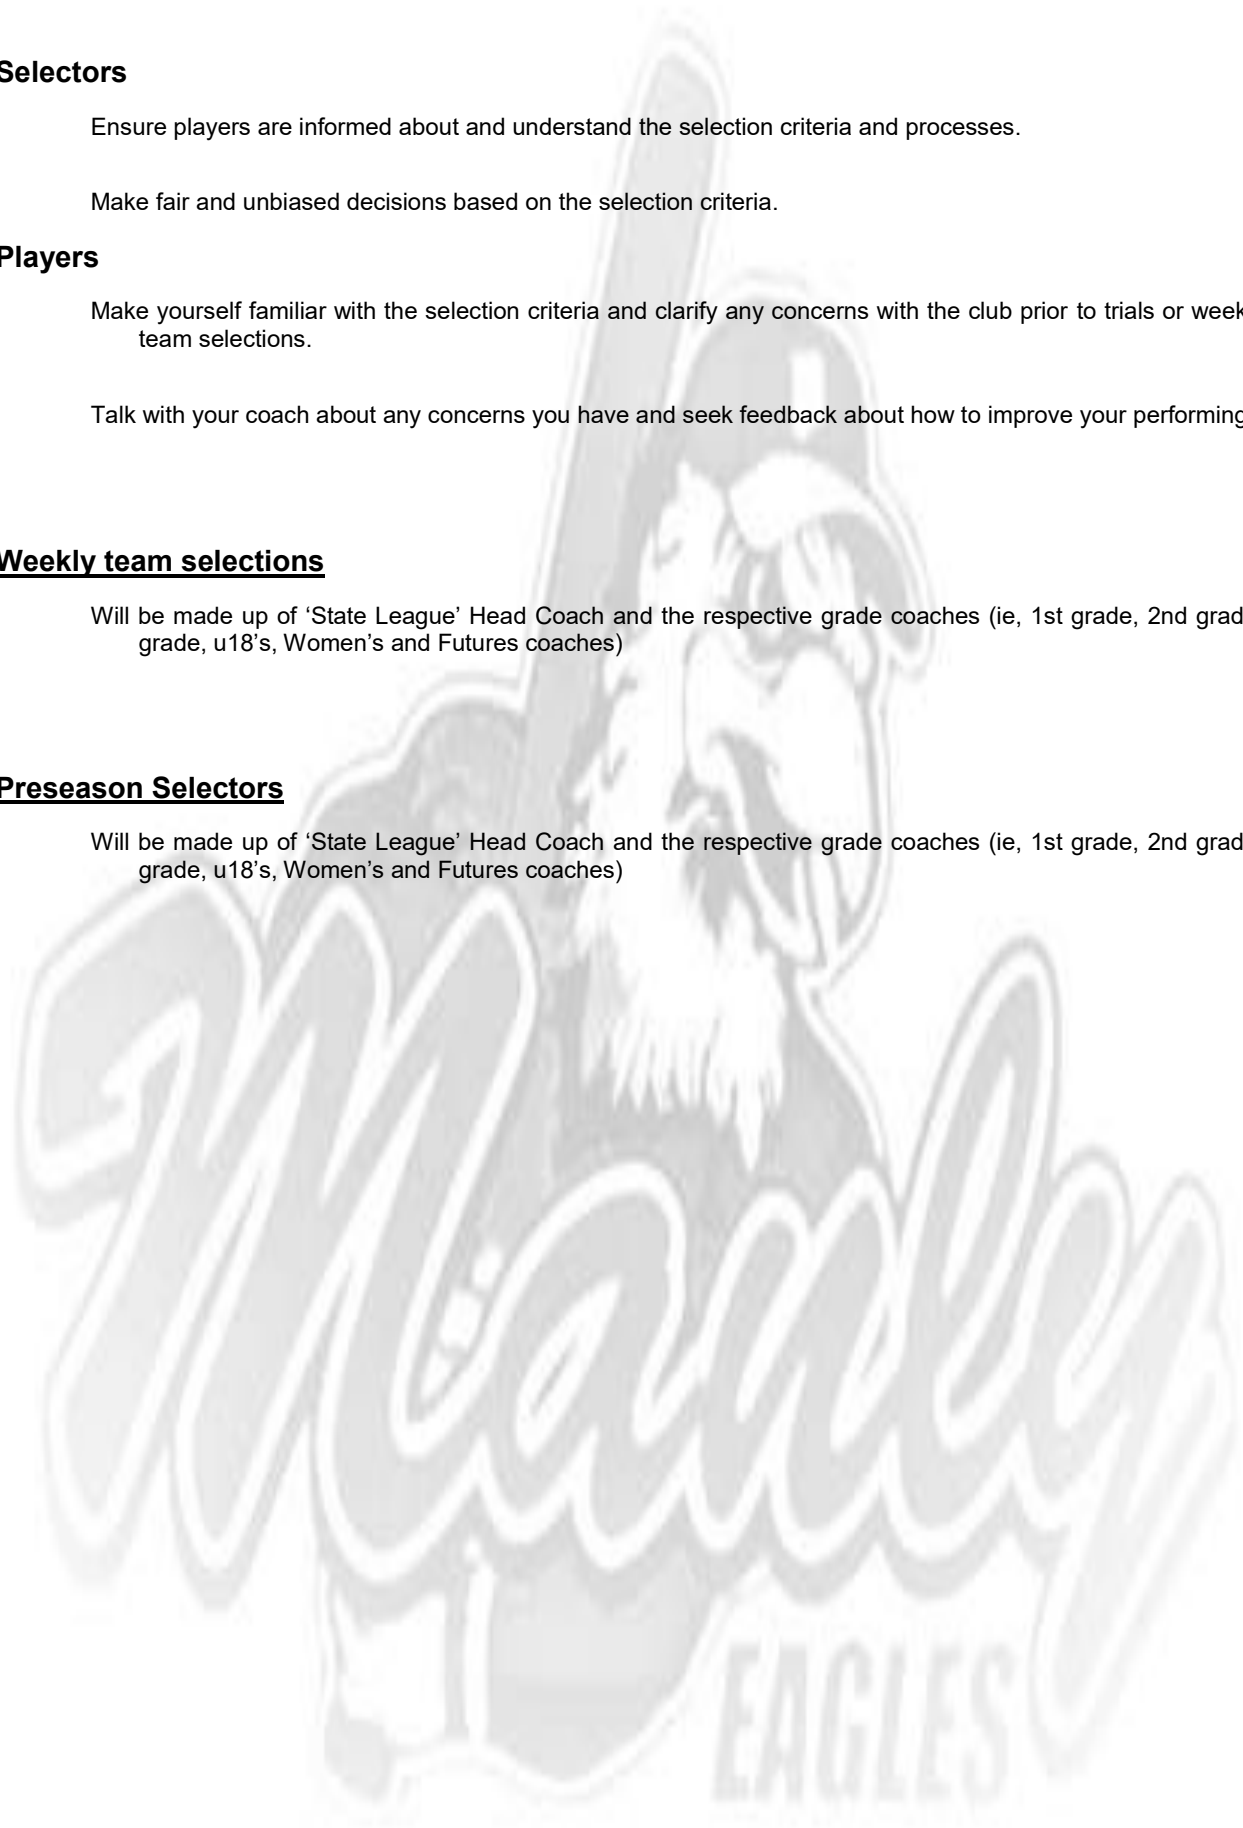 Selectors
Ensure players are informed about and understand the selection criteria and processes.
Make fair and unbiased decisions based on the selection criteria.
Players
Make yourself familiar with the selection criteria and clarify any concerns with the club prior to trials or week
team selections.
Talk with your coach about any concerns you have and seek feedback about how to improve your performing
Weekly team selections
Will be made up of ‘State League’ Head Coach and the respective grade coaches (ie, 1st grade, 2nd grad
grade, u18’s, Women’s and Futures coaches)
Preseason Selectors
Will be made up of ‘State League’ Head Coach and the respective grade coaches (ie, 1st grade, 2nd grad
grade, u18’s, Women’s and Futures coaches)
Manly
EAGLES